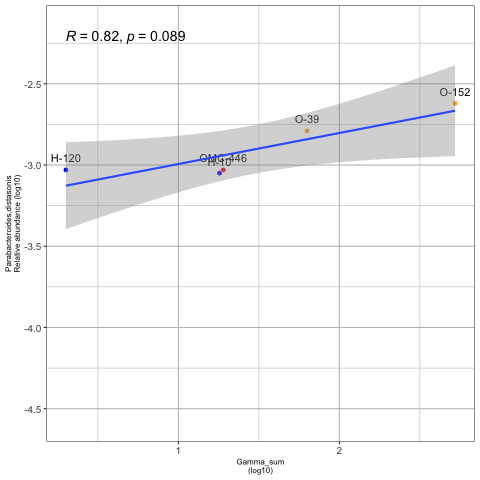 R = 0.82, p = 0.089
-2.5
O-152
O-39
H-120
OMG-446
H-10
-3.0
-3.5
-4.0
-4.5
Parabacteroides.distasonis
Relative abundance (log10)
1
2
Gamma_sum
(log10)